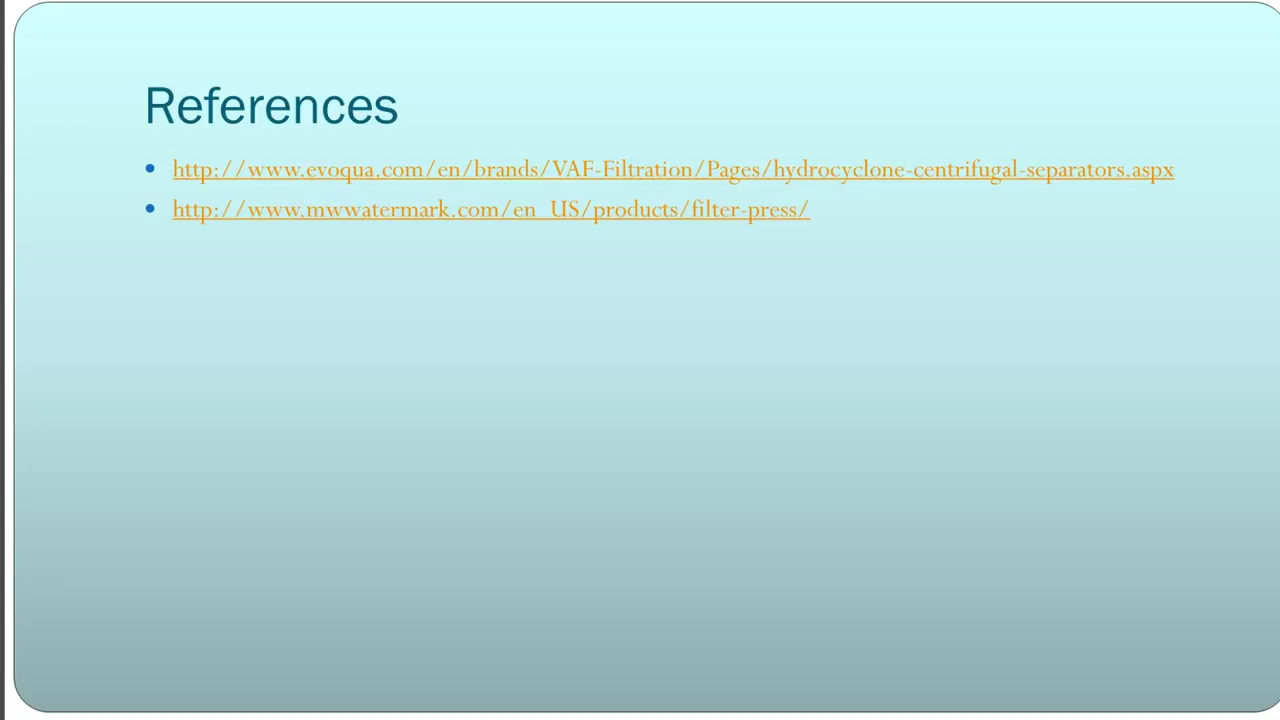 References
• http://www.evoqua.com/en/brands/VAF-Filtration/Pages/hydrocyclone-centrifugal-separators.aspx
• http://www.mwwatermark.com/en_US/products/filter-press/